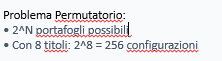 Problema Permutatorio:
• 2^N portafogli possibili
• Con 8 titoli: 2^8 = 256 configurazioni